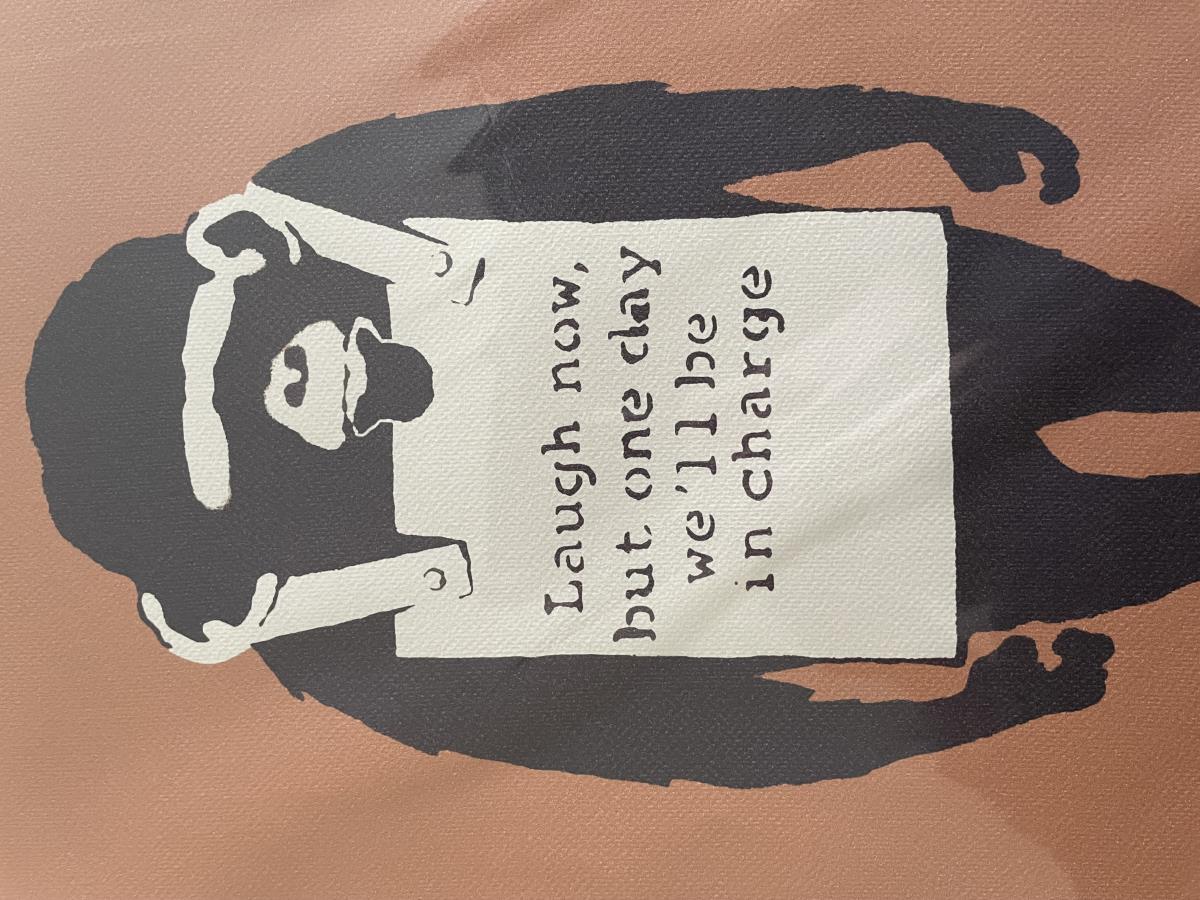 Laugh now,
but one day
we'll be
in charge